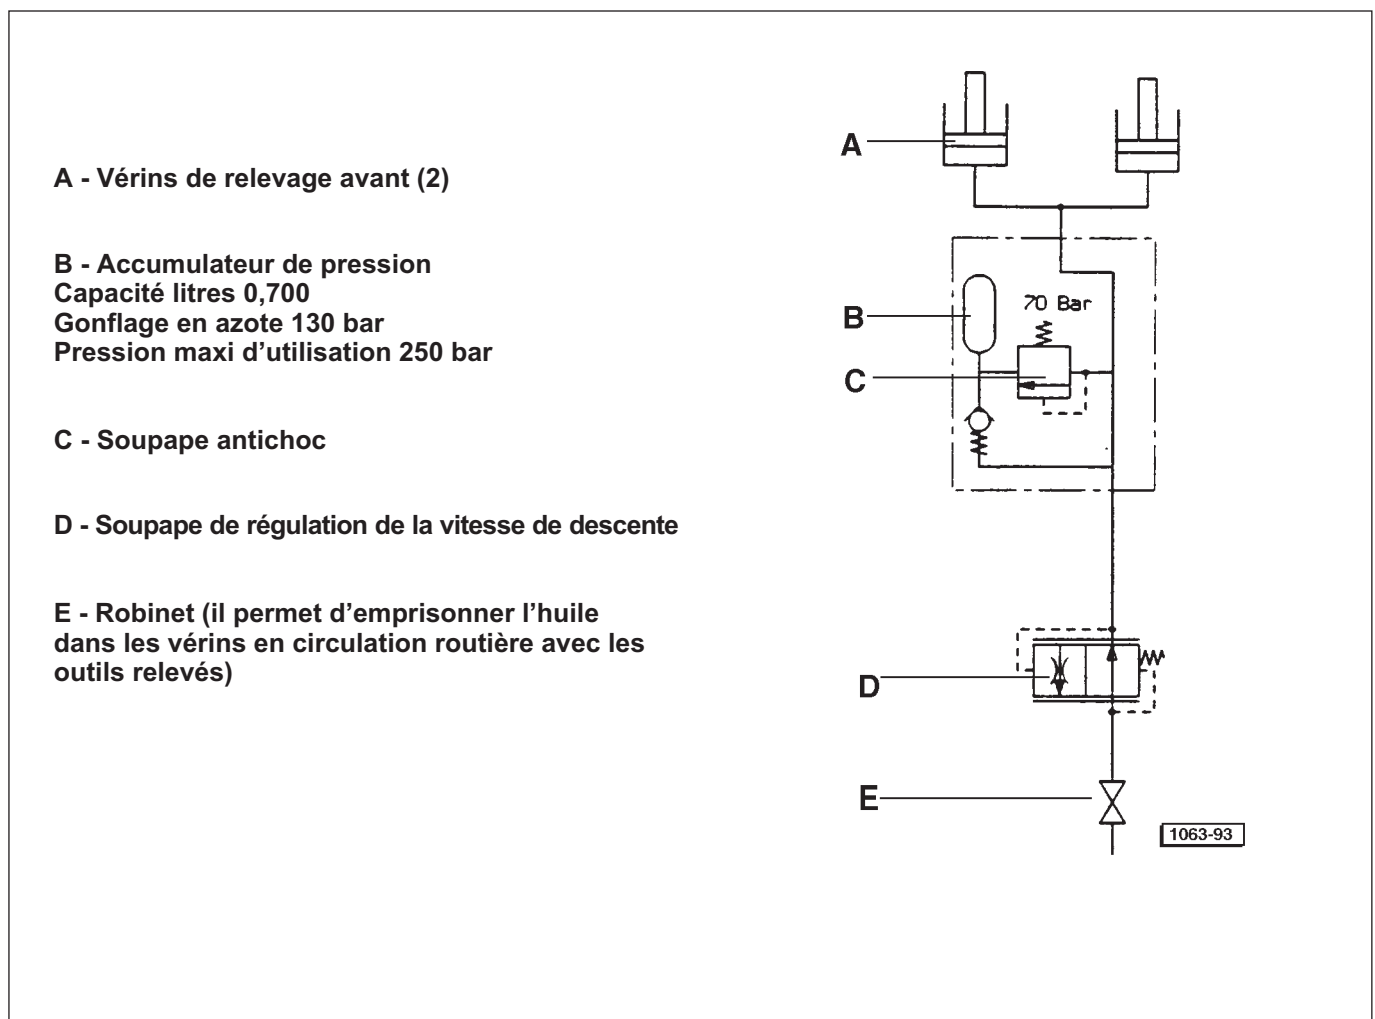 A - Vérins de relevage avant (2)
B - Accumulateur de pression
Capacité litres 0,700
Gonflage en azote 130 bar
Pression maxi d'utilisation 250 bar
C - Soupape antichoc
D - Soupape de régulation de la vitesse de descente
E - Robinet (il permet d'emprisonner l'huile
dans les vérins en circulation routière avec les
outils relevés)
A
70 Bar
B
C
D
E
1063-93